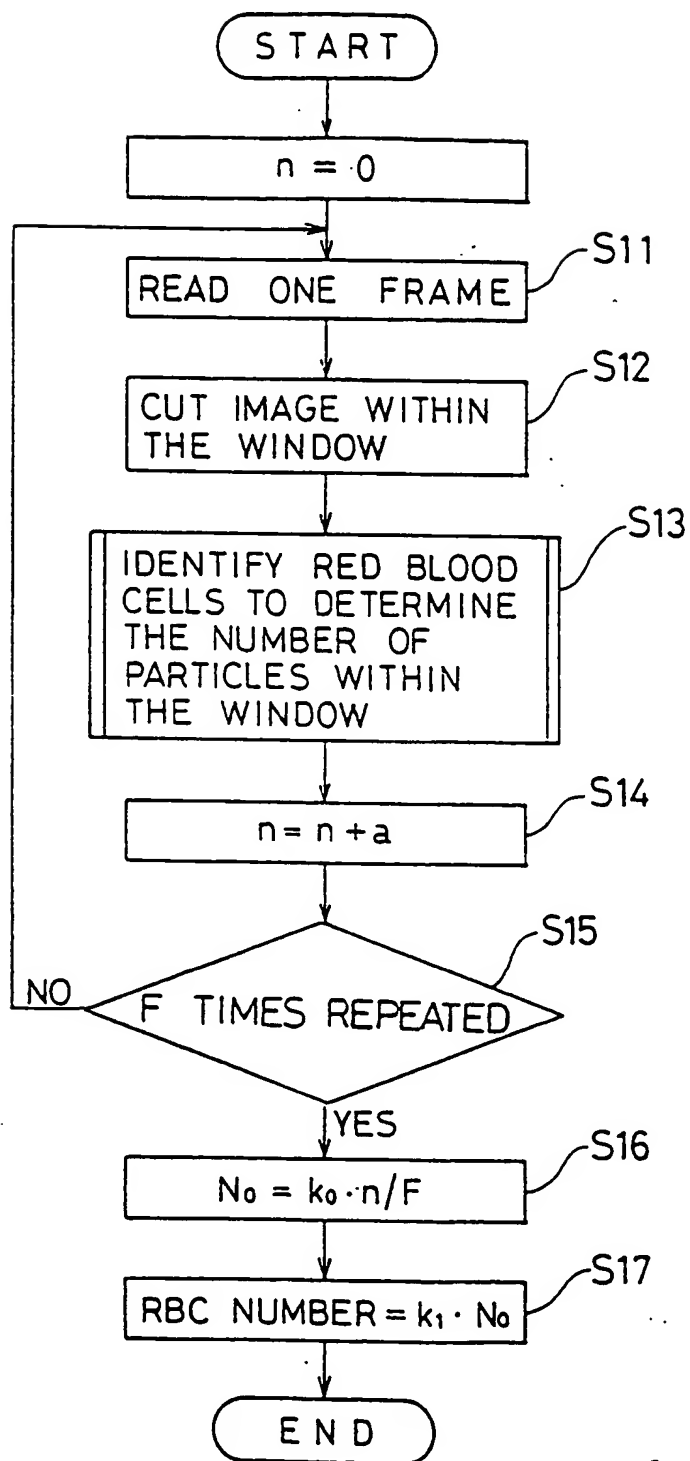 START
n = 0
S11
READ ONE FRAME
S12
CUT IMAGE WITHIN
THE WINDOW
S13
IDENTIFY RED BLOOD
CELLS TO DETERMINE
THE NUMBER OF
PARTICLES WITHIN
THE WINDOW
S14
n = n + a
S15
F TIMES REPEATED
NO
YES
S16
N₀ = k₀ · n/F
S17
RBC NUMBER = k₁ · N₀
END